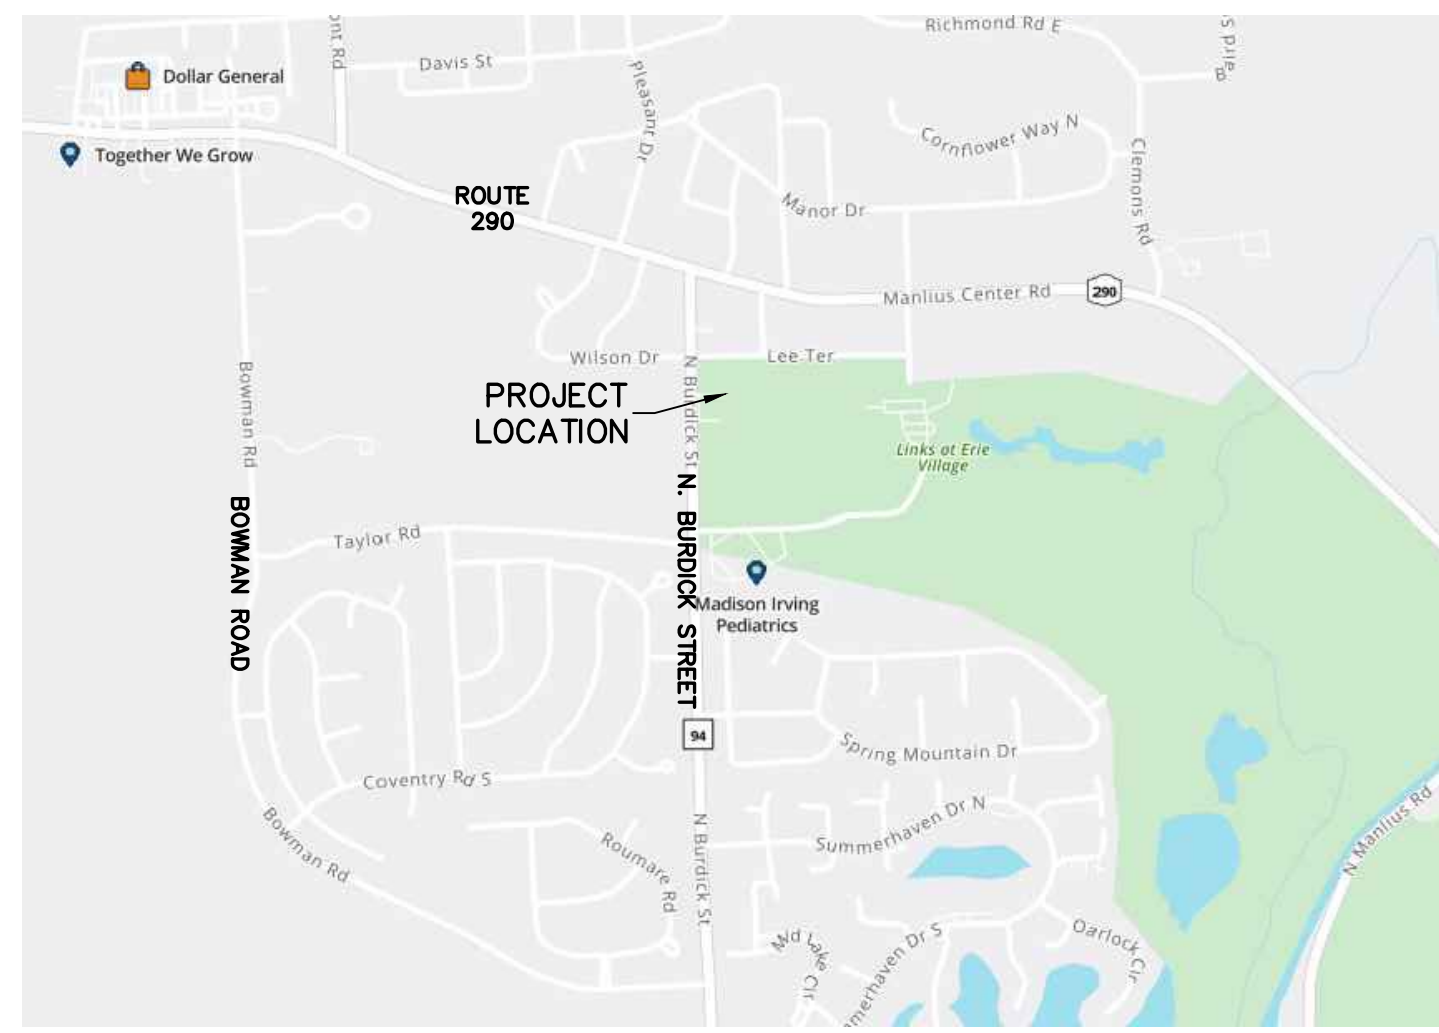 Richmond Rd E
Davis St
Dollar General
Pleasant Dr
Cornflower Way N
Clemons Rd
Together We Grow
ROUTE
290
Manor Dr
Manlius Center Rd
290
Wilson Dr
Lee Ter
N Burdick St
Bowman Rd
PROJECT
LOCATION
Links at Erie
Village
N. BURDICK STREET
BOWMAN ROAD
Taylor Rd
Madison Irving
Pediatrics
94
Spring Mountain Dr
Coventry Rd S
Summerhaven Dr N
Bowman Rd
Roumare Rd
N Burdick St
N Manlius Rd
Mid Lake Cir
Dr S
Oarlock Cir